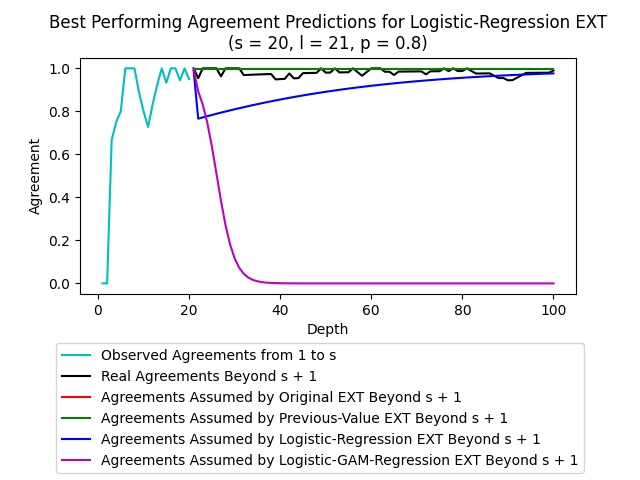 Best Performing Agreement Predictions for Logistic-Regression EXT
(s = 20, l = 21, p = 0.8)
1.0
0.8
0.6
0.4
0.2
0.0
Agreement
0 20 40 60 80 100
Depth
Observed Agreements from 1 to s
Real Agreements Beyond s + 1
Agreements Assumed by Original EXT Beyond s + 1
Agreements Assumed by Previous-Value EXT Beyond s + 1
Agreements Assumed by Logistic-Regression EXT Beyond s + 1
Agreements Assumed by Logistic-GAM-Regression EXT Beyond s + 1